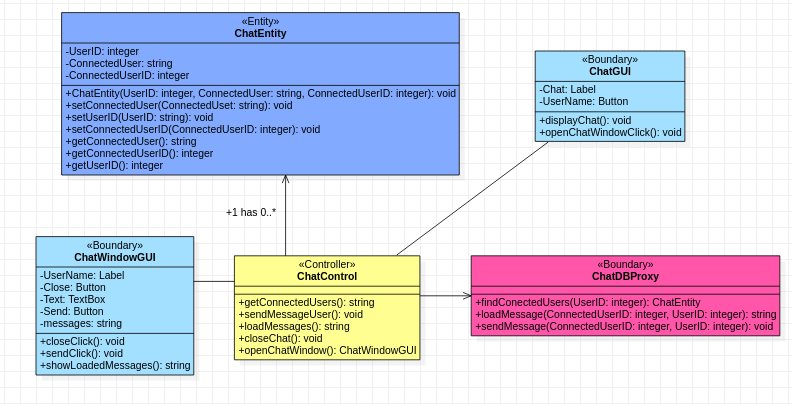 «Entity»
ChatEntity
-UserID: integer
-ConnectedUser: string
-ConnectedUserID: integer
+ChatEntity(UserID: integer, ConnectedUser: string, ConnectedUserID: integer): void
+setConnectedUser(ConnectedUset: string): void
+setUserID(UserID: string): void
+setConnectedUserID(ConnectedUserID: integer): void
+getConnectedUser(): string
+getConnectedUserID(): integer
+getUserID(): integer
«Boundary»
ChatGUI
-Chat: Label
-UserName: Button
+displayChat(): void
+openChatWindowClick(): void
+1 has 0..*
«Boundary»
ChatWindowGUI
-UserName: Label
-Close: Button
-Text: TextBox
-Send: Button
-messages: string
+closeClick(): void
+sendClick(): void
+showLoadedMessages(): string
«Controller»
ChatControl
+getConnectedUsers(): string
+sendMessageUser(): void
+loadMessages(): string
+closeChat(): void
+openChatWindow(): ChatWindowGUI
«Boundary»
ChatDBProxy
+findConectedUsers(UserID: integer): ChatEntity
+loadMessage(ConnectedUserID: integer, UserID: integer): string
+sendMessage(ConnectedUserID: integer, UserID: integer): void